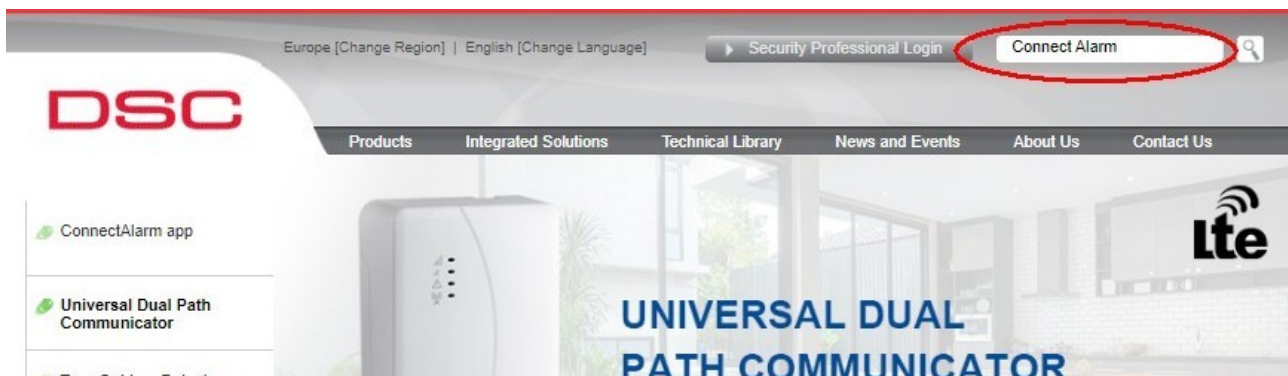 Europe [Change Region] | English [Change Language]
Security Professional Login
Connect Alarm
DSC
Products
Integrated Solutions
Technical Library
News and Events
About Us
Contact Us
ConnectAlarm app
Universal Dual Path
Communicator
lte
UNIVERSAL DUAL
PATH COMMUNICATOR